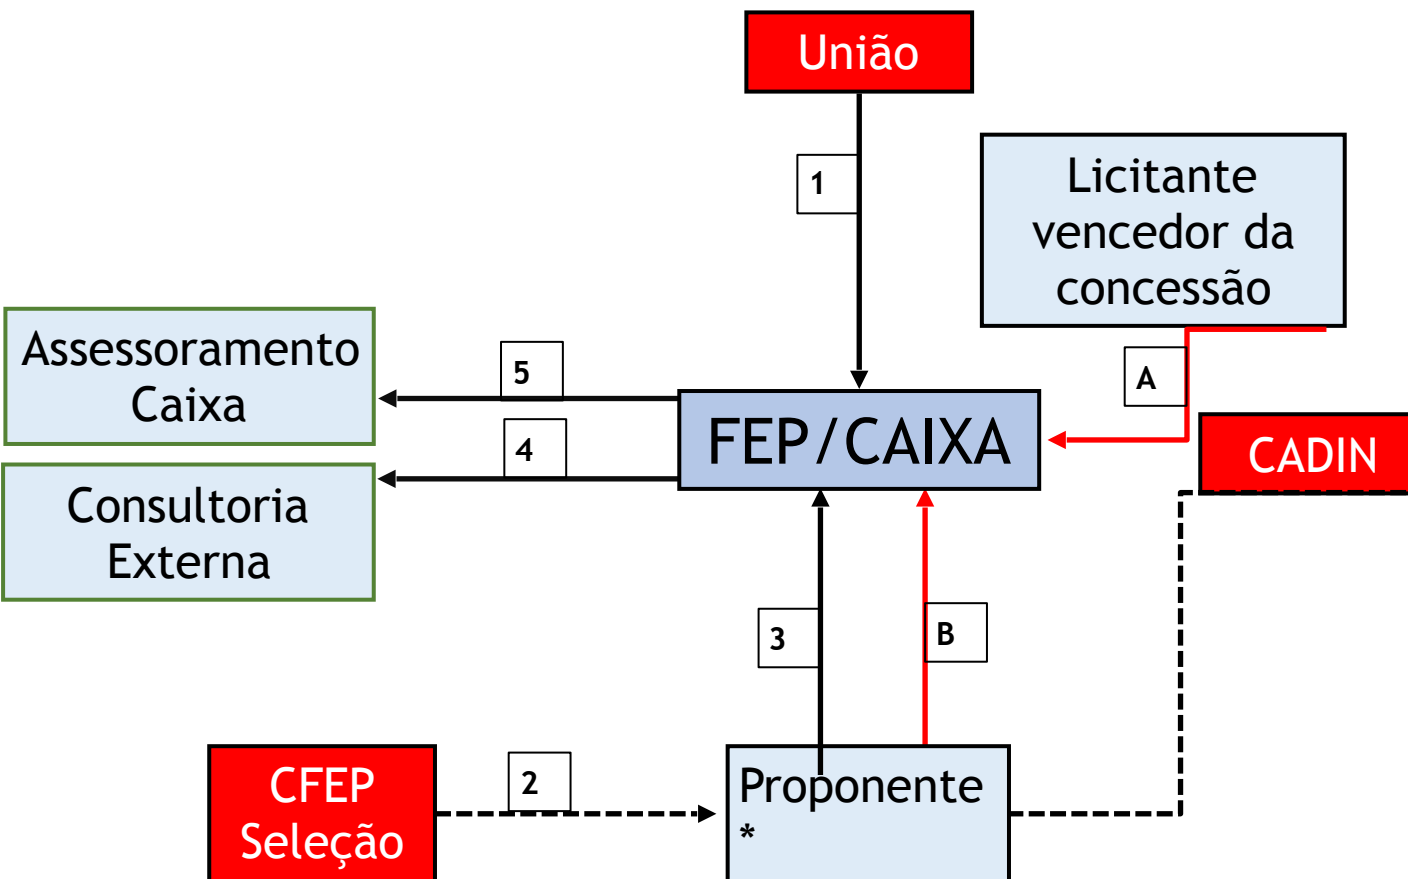 União
1
Licitante
vencedor da
concessão
Assessoramento
Caixa
5
A
FEP/CAIXA
CADIN
4
Consultoria
Externa
3
B
CFEP
Seleção
2
Proponente
*